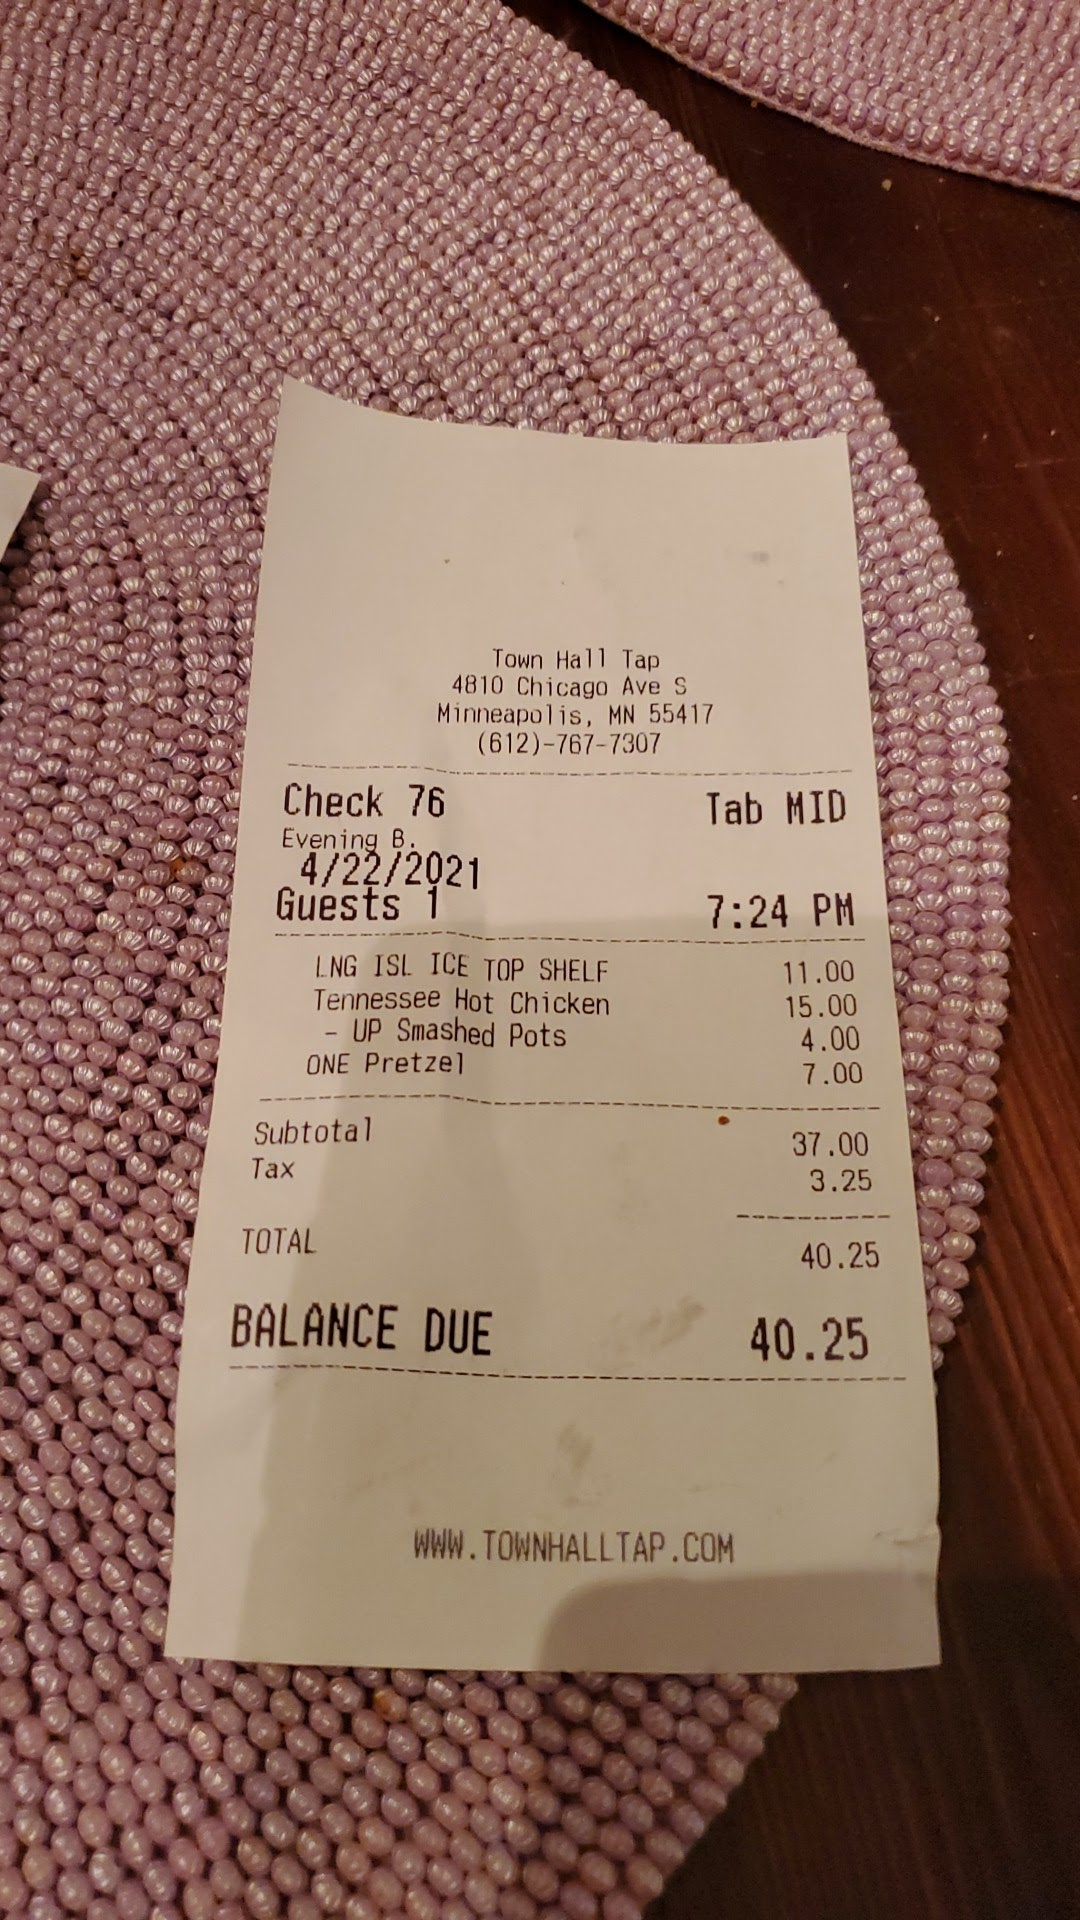 Town Hall Tap
4810 Chicago Ave S
Minneapolis, MN 55417
(612)-767-7307
Check 76 Tab MID
Evening B.
4/22/2021
Guests 1 7:24 PM
LNG ISL ICE TOP SHELF 11.00
Tennessee Hot Chicken 15.00
- UP Smashed Pots 4.00
ONE Pretzel 7.00
Subtotal 37.00
Tax 3.25
TOTAL 40.25
BALANCE DUE 40.25
WWW.TOWNHALLTAP.COM